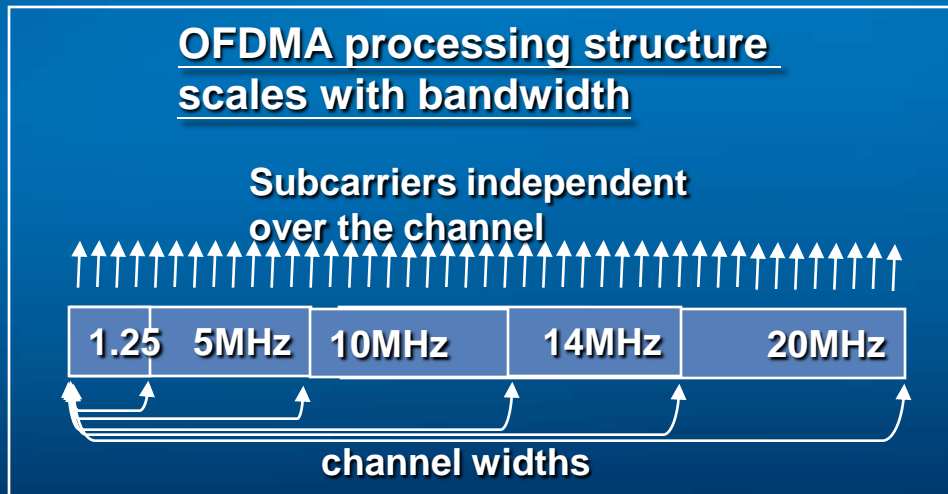 OFDMA processing structure
scales with bandwidth
Subcarriers independent
over the channel
1.25 5MHz 10MHz 14MHz 20MHz
channel widths